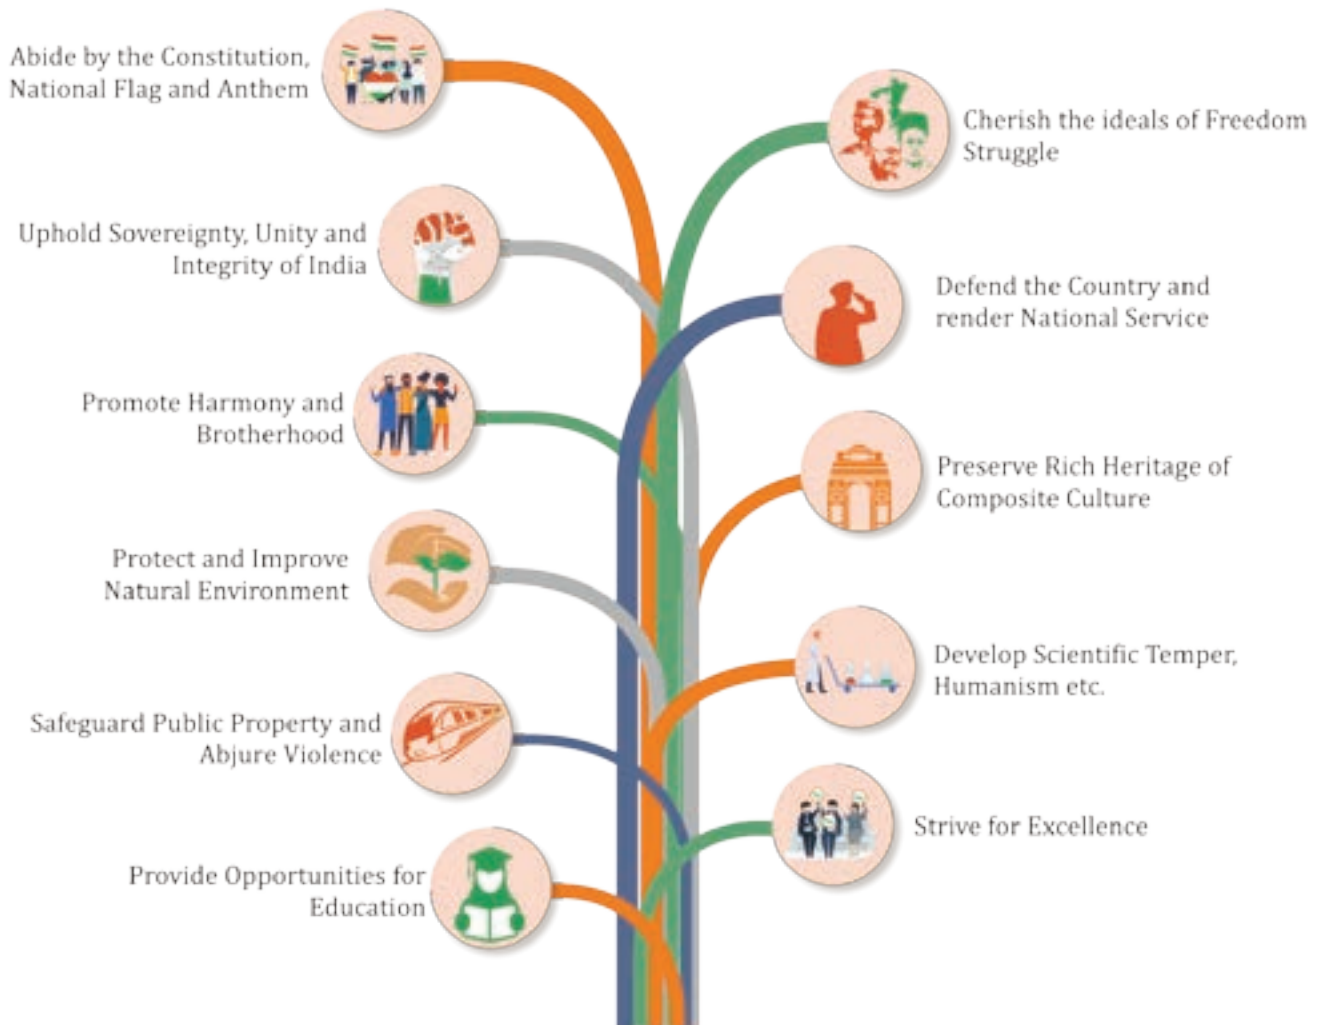 Abide by the Constitution,
National Flag and Anthem
Cherish the ideals of Freedom
Struggle
Uphold Sovereignty, Unity and
Integrity of India
Defend the Country and
render National Service
Promote Harmony and
Brotherhood
Preserve Rich Heritage of
Composite Culture
Protect and Improve
Natural Environment
Develop Scientific Temper,
Humanism etc.
Safeguard Public Property and
Abjure Violence
Strive for Excellence
Provide Opportunities for
Education